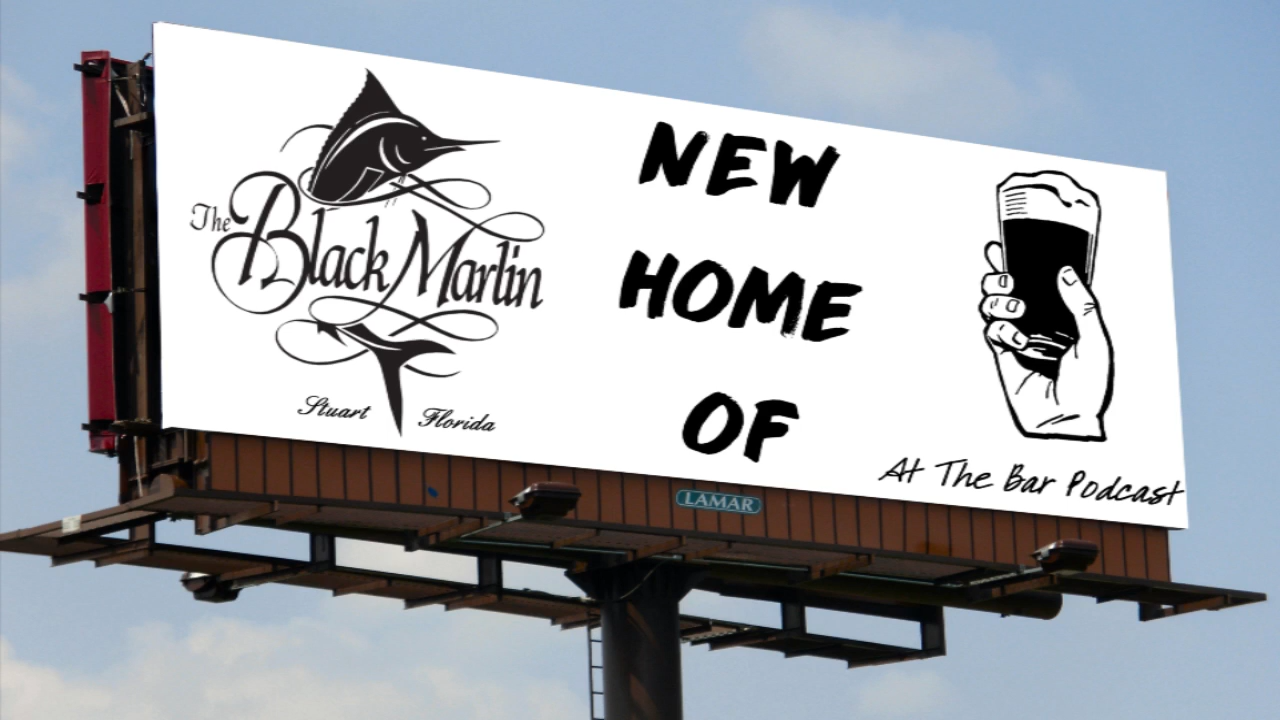 The Black Marlin
Stuart Florida
NEW
HOME
OF
At The Bar Podcast
LAMAR